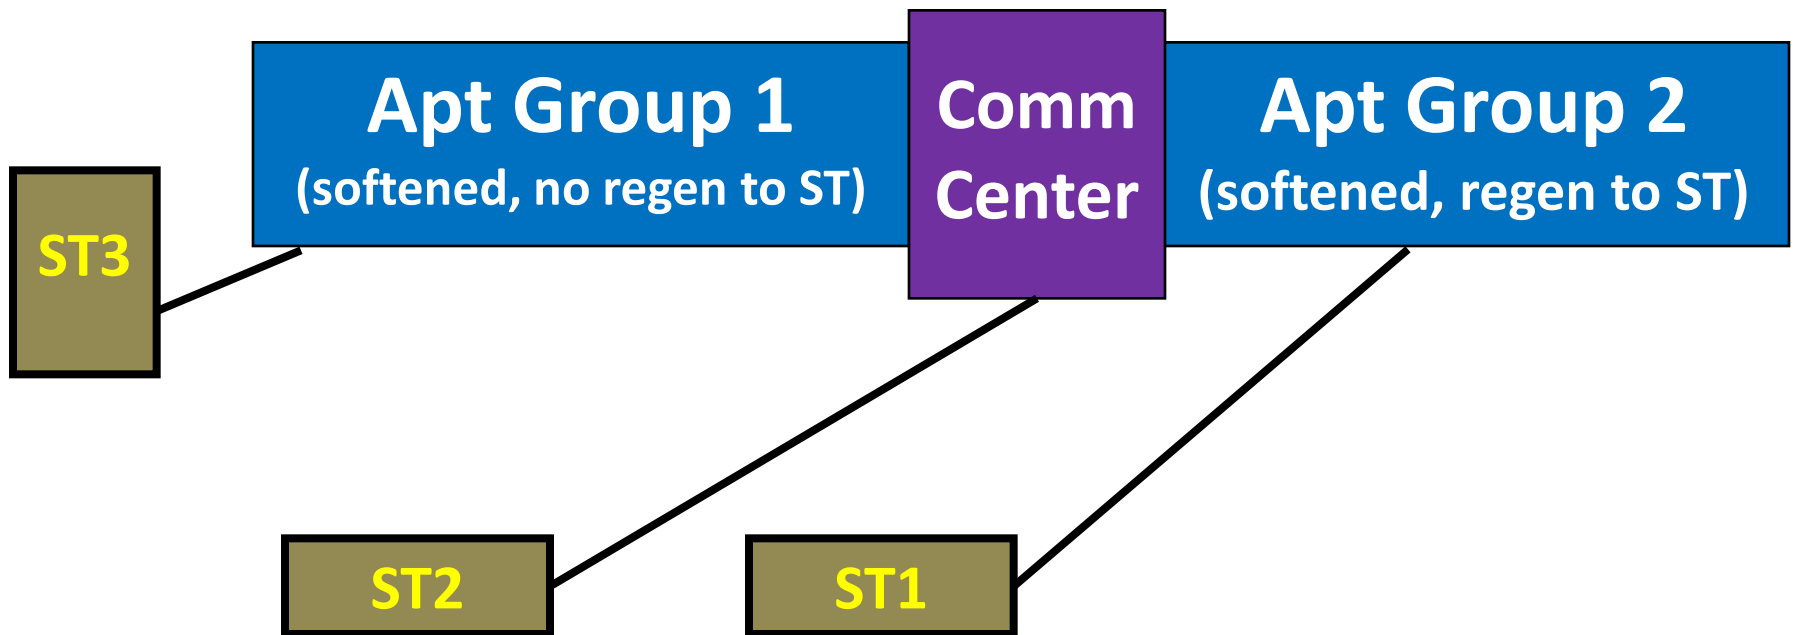 Apt Group 1
(softened, no regen to ST)
Comm
Center
Apt Group 2
(softened, regen to ST)
ST3
ST2
ST1